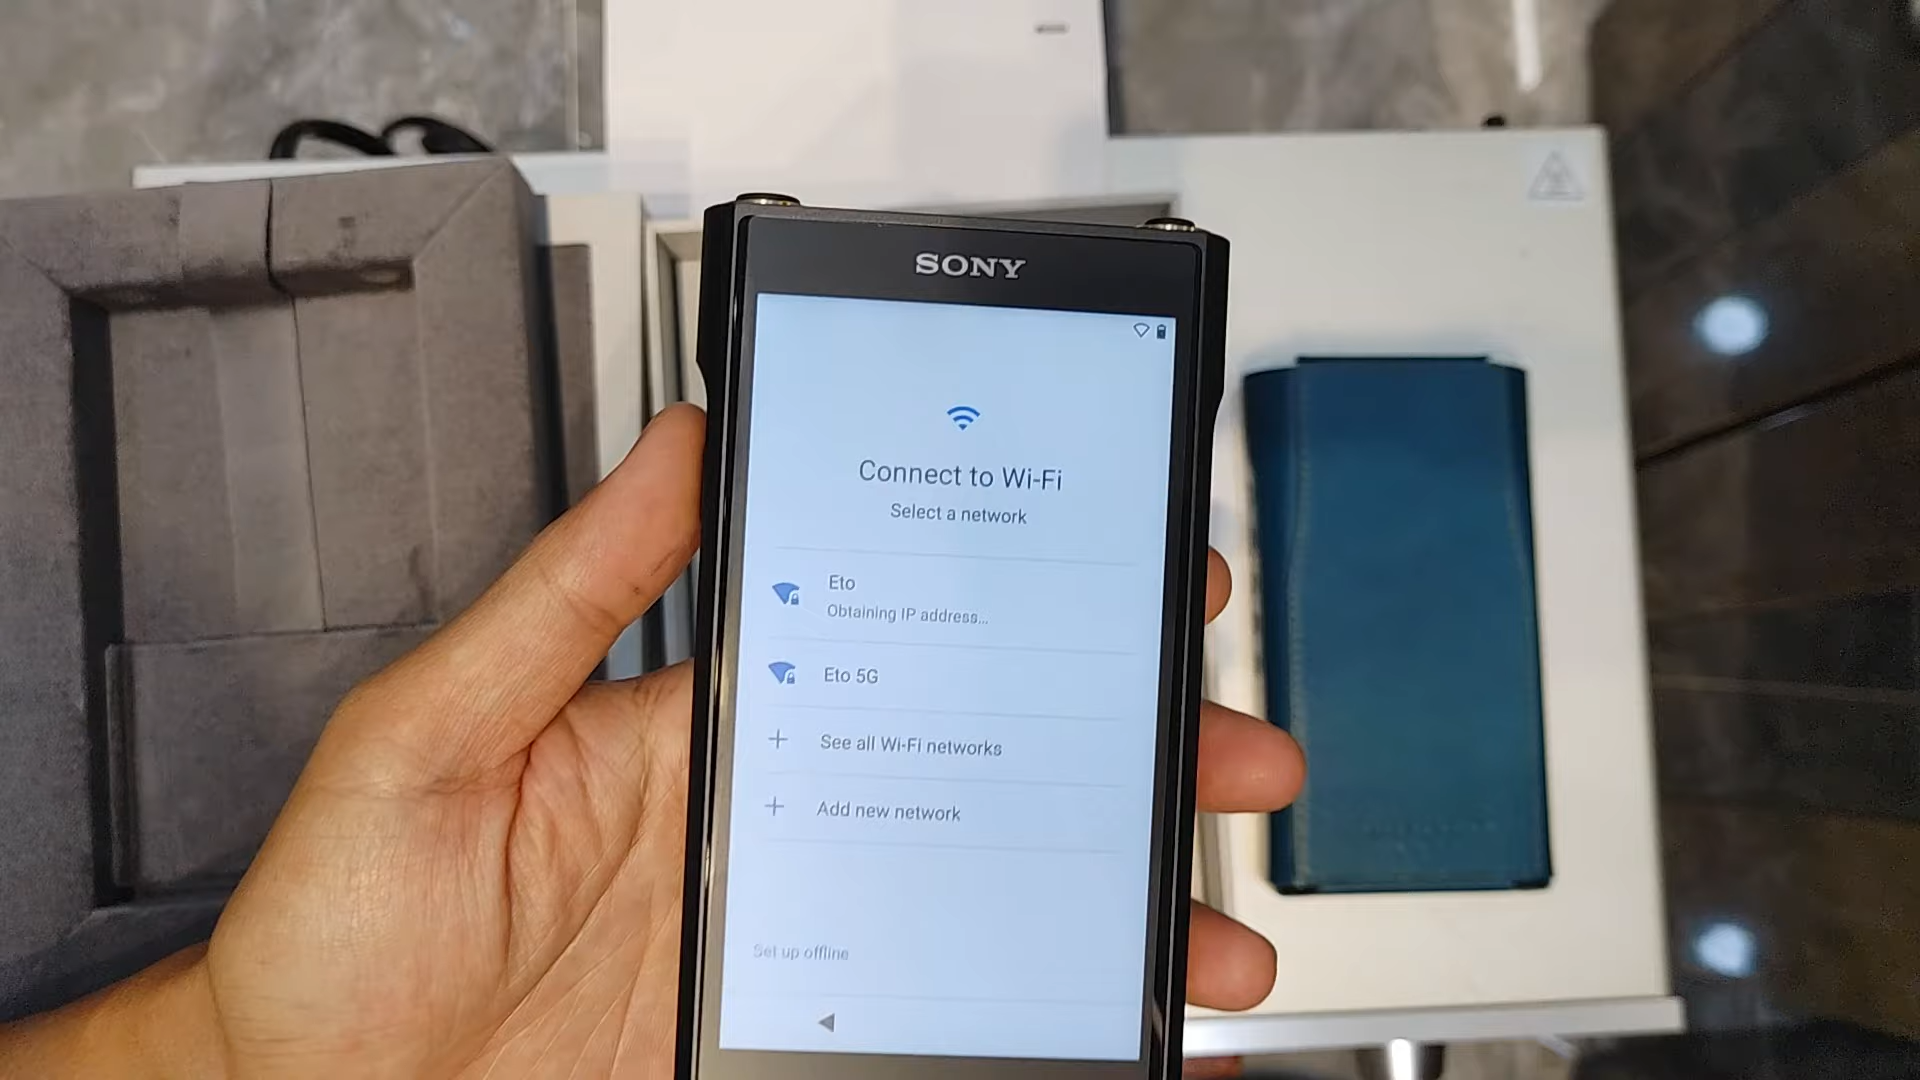 SONY
Connect to Wi-Fi
Select a network
Eto
Obtaining IP address...
Eto 5G
See all Wi-Fi networks
Add new network
Set up offline